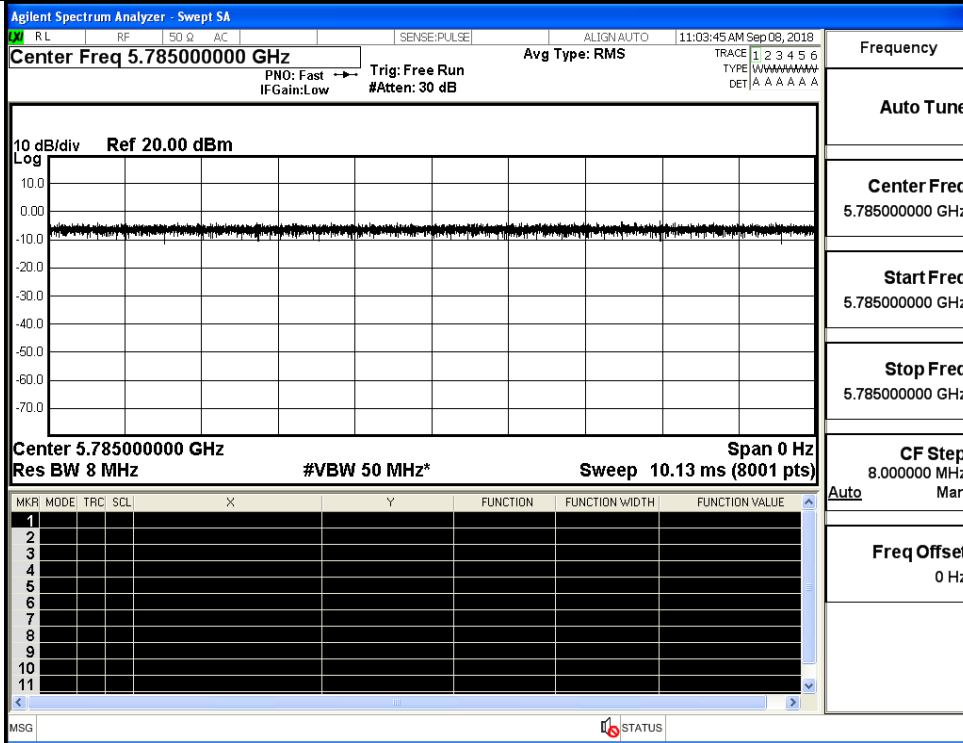 Agilent Spectrum Analyzer - Swept SA
LXI RL RF 50 Ω AC SENSE:PULSE ALIGN AUTO 11:03:45 AM Sep 08, 2018
Center Freq 5.785000000 GHz
Avg Type: RMS
TRACE 1 2 3 4 5 6
PNO: Fast
Trig: Free Run
TYPE WWWWWW
IFGain:Low
#Atten: 30 dB
DET A A A A A A
10 dB/div Ref 20.00 dBm
Log
10.0
0.00
-10.0
-20.0
-30.0
-40.0
-50.0
-60.0
-70.0
Center 5.785000000 GHz Span 0 Hz
Res BW 8 MHz #VBW 50 MHz* Sweep 10.13 ms (8001 pts)
MKR MODE TRC SCL X Y FUNCTION FUNCTION WIDTH FUNCTION VALUE
1
2
3
4
5
6
7
8
9
10
11
MSG STATUS
Frequency
Auto Tune
Center Freq
5.785000000 GHz
Start Freq
5.785000000 GHz
Stop Freq
5.785000000 GHz
CF Step
8.000000 MHz
Auto Man
Freq Offset
0 Hz